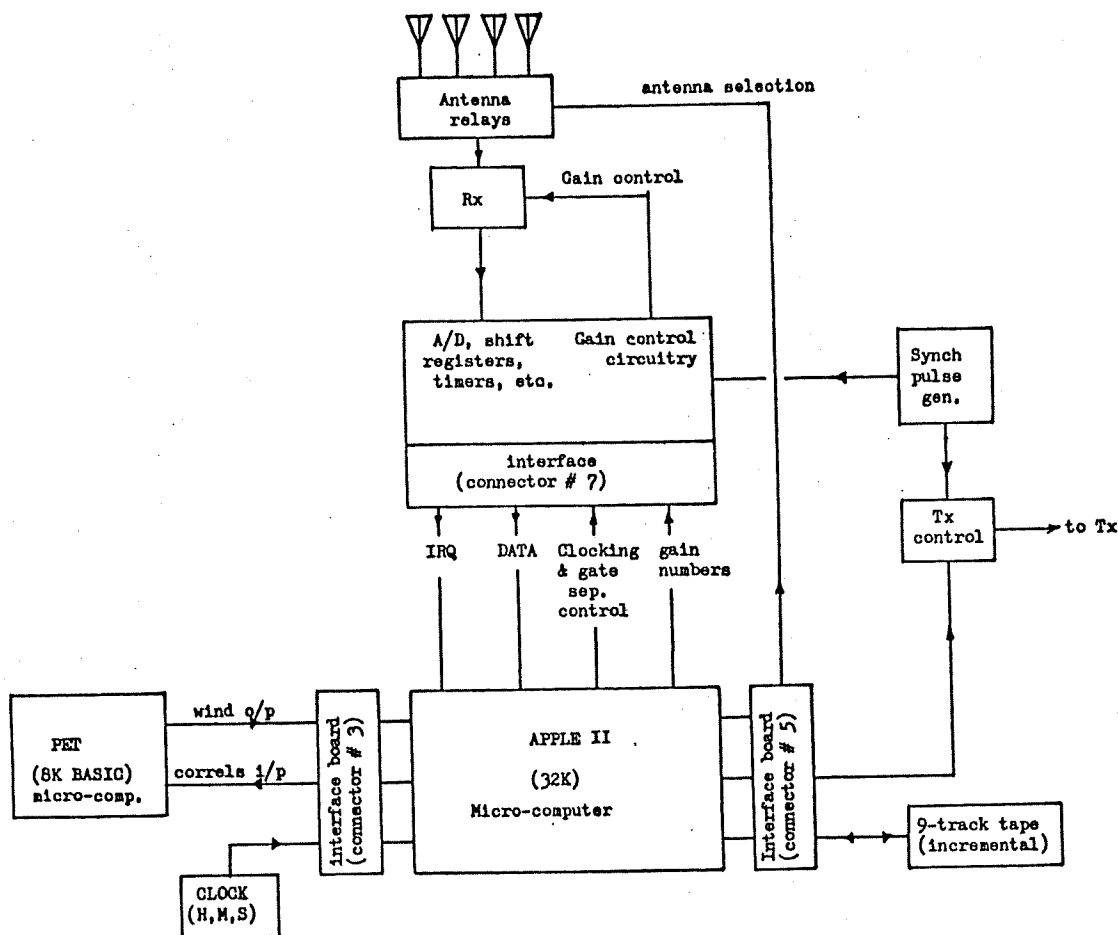 antenna selection
Antenna
relays
Gain control
Rx
A/D, shift
registers,
timers, etc.
Gain control
circuitry
Synch
pulse
gen.
interface
(connector # 7)
Tx
control
to Tx
IRQ
DATA
Clocking
& gate
sep.
control
gain
numbers
wind o/p
PET
(8K BASIC)
micro-comp.
correls i/p
interface board
(connector # 3)
APPLE II
(32K)
Micro-computer
Interface board
(connector # 5)
9-track tape
(incremental)
CLOCK
(H,M,S)